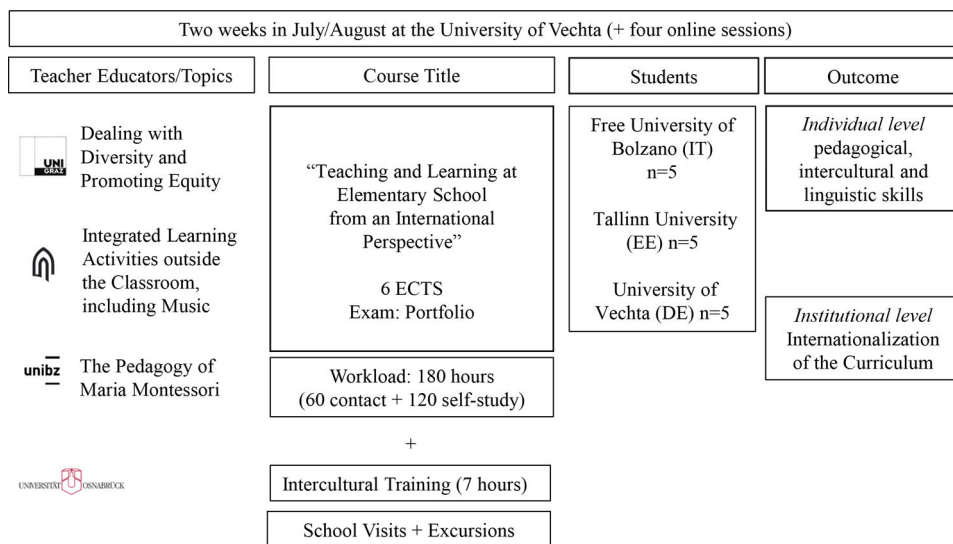 Two weeks in July/August at the University of Vechta (+ four online sessions)
Teacher Educators/Topics
UNI
GRAZ
Dealing with
Diversity and
Promoting Equity
Integrated Learning
Activities outside
the Classroom,
including Music
unibz
The Pedagogy of
Maria Montessori
UNIVERSITÄT OSNABRÜCK
Course Title
“Teaching and Learning at
Elementary School
from an International
Perspective”
6 ECTS
Exam: Portfolio
Workload: 180 hours
(60 contact + 120 self-study)
+
Intercultural Training (7 hours)
School Visits + Excursions
Students
Free University of
Bolzano (IT)
n=5
Tallinn University
(EE) n=5
University of
Vechta (DE) n=5
Outcome
Individual level
pedagogical,
intercultural and
linguistic skills
Institutional level
Internationalization
of the Curriculum